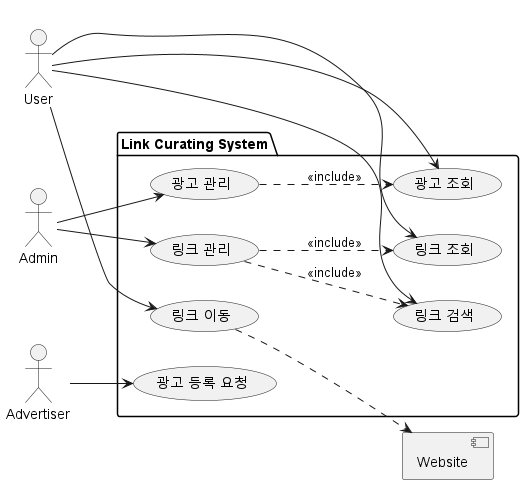 User
Link Curating System
광고 관리
«include»
광고 조회
Admin
링크 관리
«include»
링크 조회
«include»
링크 이동
링크 검색
Advertiser
광고 등록 요청
Website